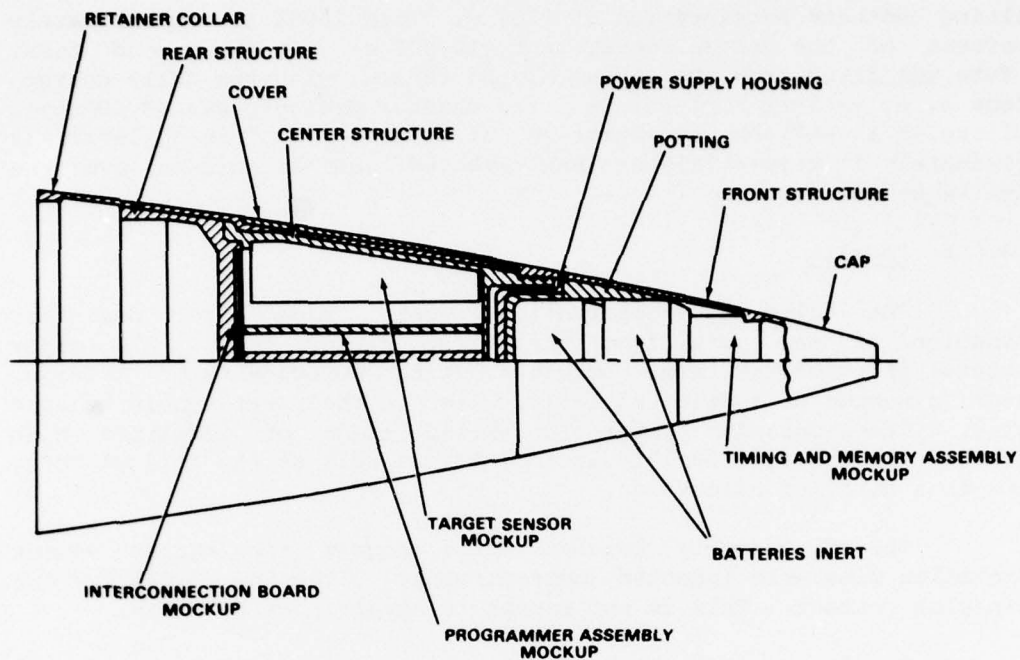 RETAINER COLLAR
REAR STRUCTURE
COVER
CENTER STRUCTURE
POWER SUPPLY HOUSING
POTTING
FRONT STRUCTURE
CAP
TIMING AND MEMORY ASSEMBLY
MOCKUP
TARGET SENSOR
MOCKUP
BATTERIES INERT
INTERCONNECTION BOARD
MOCKUP
PROGRAMMER ASSEMBLY
MOCKUP